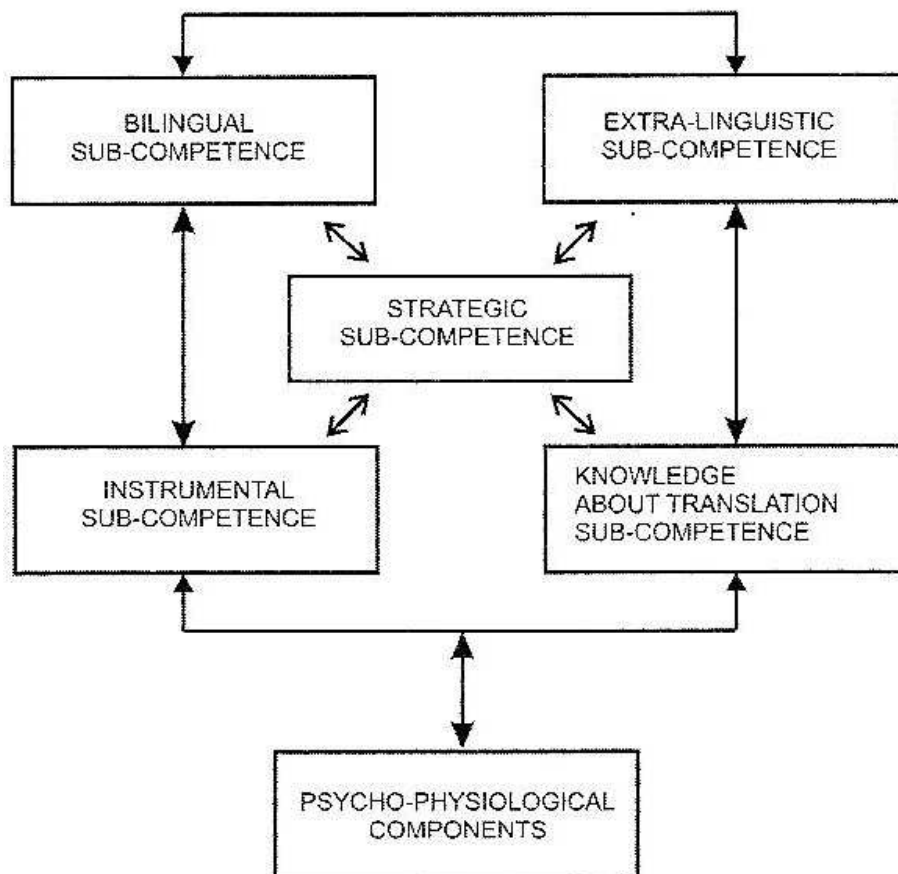 BILINGUAL
SUB-COMPETENCE
EXTRA-LINGUISTIC
SUB-COMPETENCE
STRATEGIC
SUB-COMPETENCE
INSTRUMENTAL
SUB-COMPETENCE
KNOWLEDGE
ABOUT TRANSLATION
SUB-COMPETENCE
PSYCHO-PHYSIOLOGICAL
COMPONENTS